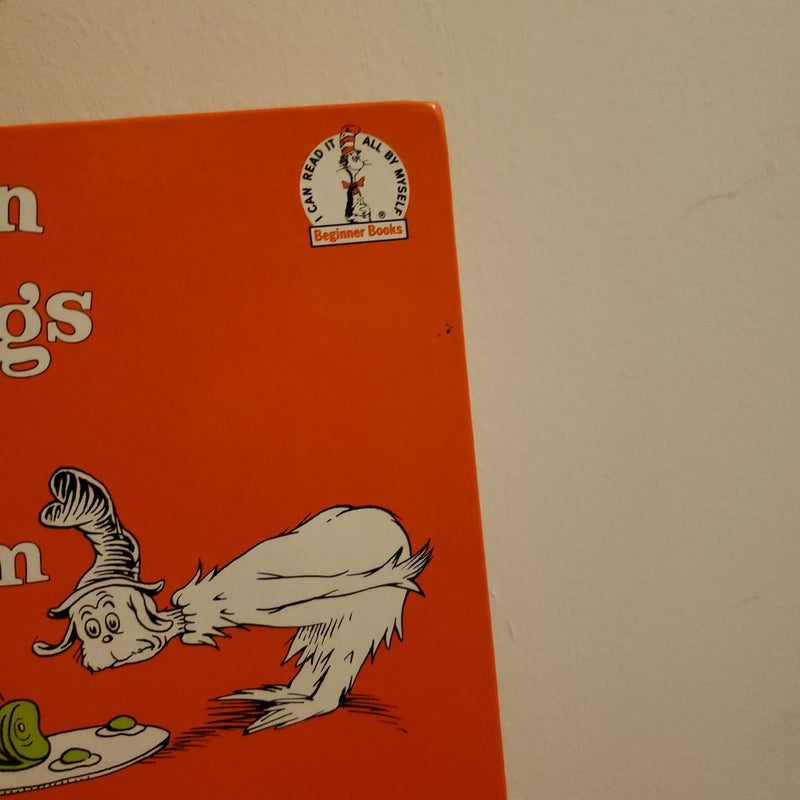 I CAN READ IT ALL BY MYSELF
®
Beginner Books
n
gs
m